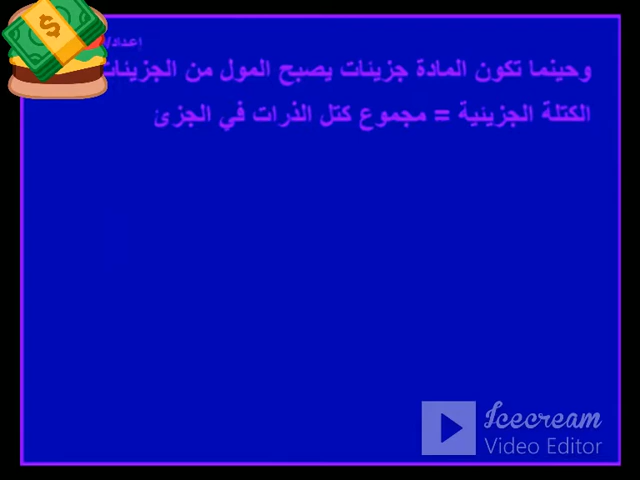 إعداد/
وحينما تكون المادة جزيئات يصبح المول من الجزيئات
الكتلة الجزيئية = مجموع كتل الذرات في الجزئ
Icecream
Video Editor